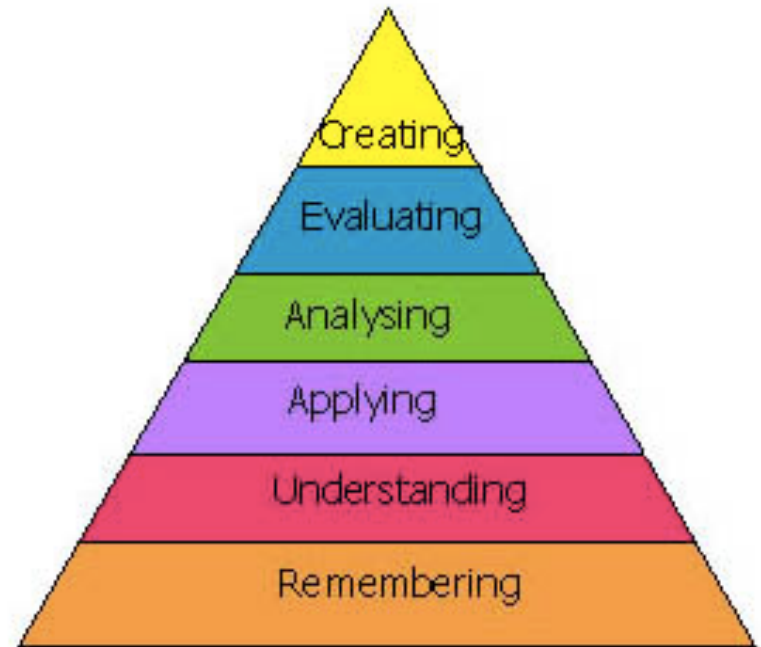 Creating
Evaluating
Analysing
Applying
Understanding
Remembering